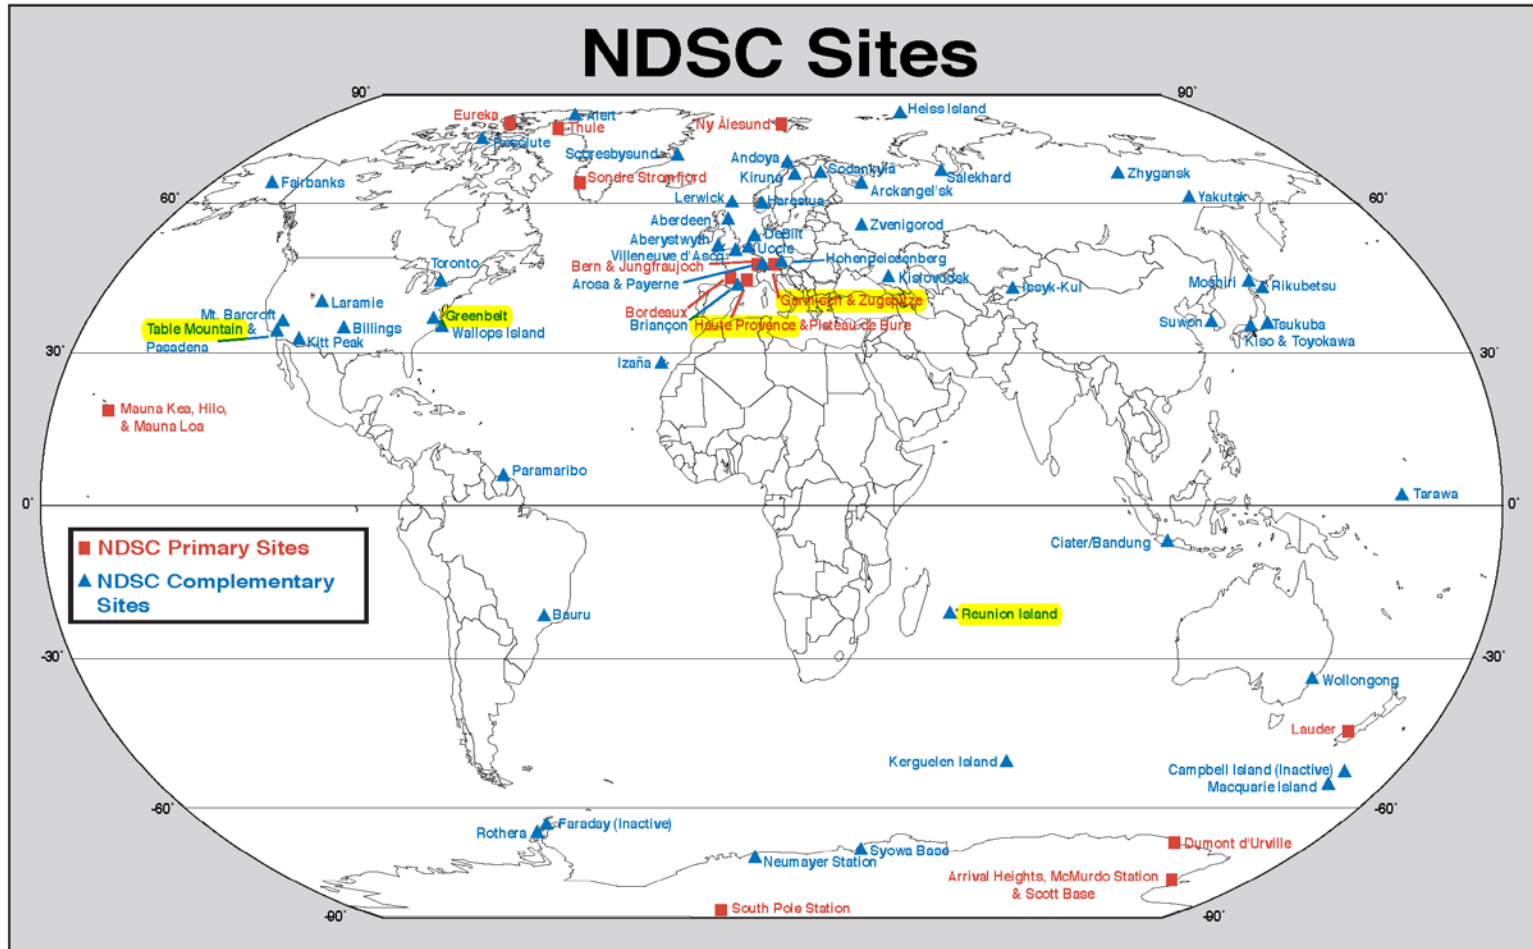 NDSC Sites
90°
90°
Eureka
Alert
Heiss Island
Thule
Ny Ålesund
Resolute
Scoresbysund
Andoya
Sodankylä
Zhygansk
Fairbanks
Sondre Stromfjord
Kiruna
Salekhard
Arckangel'sk
60°
Lerwick
Harestua
Yakutsk
60°
Aberdeen
Zvenigorod
Aberystwyth
DeBilt
Villeneuve d'Ascq
Uccle
Toronto
Bern & Jungfraujoch
Hohenpeissenberg
Arosa & Payerne
Kislovodsk
Issyk-Kul
Moshiri
Rikubetsu
Laramie
Garmisch & Zugspitze
Mt. Barcroft
Greenbelt
Bordeaux
Table Mountain &
Billings
Wallops Island
Briançon
Haute Provence & Plateau de Bure
Suwon
Tsukuba
Pasadena
Kitt Peak
Kiso & Toyokawa
30°
Izaña
30°
Mauna Kea, Hilo,
& Mauna Loa
Paramaribo
Tarawa
0°
0°
NDSC Primary Sites
Ciater/Bandung
NDSC Complementary
Sites
Bauru
Reunion Island
-30°
-30°
Wollongong
Lauder
Kerguelen Island
Campbell Island (Inactive)
Macquarie Island
-60°
-60°
Rothera
Faraday (Inactive)
Dumont d'Urville
Neumayer Station
Syowa Base
Arrival Heights, McMurdo Station
& Scott Base
South Pole Station
-90°
-90°